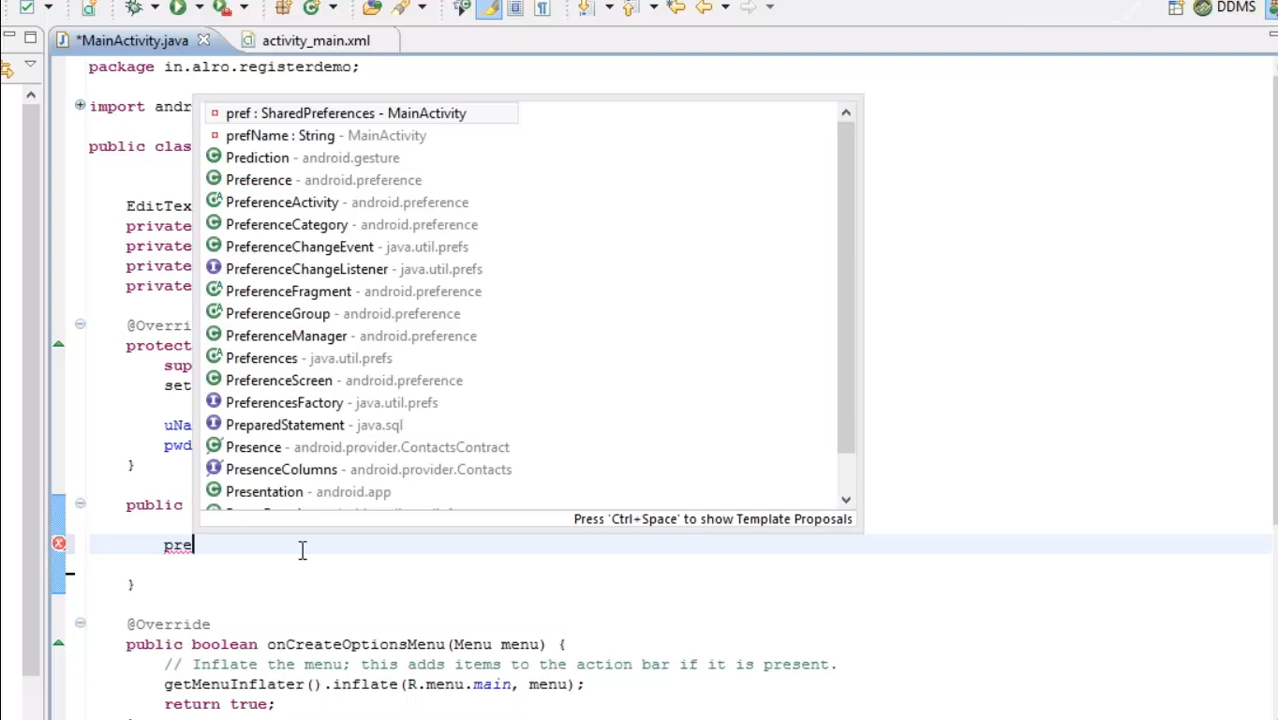 DDMS
*MainActivity.java
activity_main.xml
package in.alro.registerdemo;
import andr
public clas
EditTex
private
private
private
private
@Overri
protect
sup
set
uNa
pwd
}
public
pre
}
@Override
public boolean onCreateOptionsMenu(Menu menu) {
// Inflate the menu; this adds items to the action bar if it is present.
getMenuInflater().inflate(R.menu.main, menu);
return true;
pref : SharedPreferences - MainActivity
prefName : String - MainActivity
Prediction - android.gesture
Preference - android.preference
PreferenceActivity - android.preference
PreferenceCategory - android.preference
PreferenceChangeEvent - java.util.prefs
PreferenceChangeListener - java.util.prefs
PreferenceFragment - android.preference
PreferenceGroup - android.preference
PreferenceManager - android.preference
Preferences - java.util.prefs
PreferenceScreen - android.preference
PreferencesFactory - java.util.prefs
PreparedStatement - java.sql
Presence - android.provider.ContactsContract
PresenceColumns - android.provider.Contacts
Presentation - android.app
Press 'Ctrl+Space' to show Template Proposals